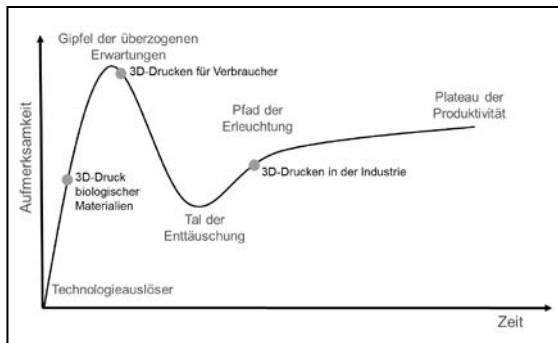 Gipfel der überzogenen
Erwartungen
3D-Drucken für Verbraucher
Plateau der
Produktivität
Pfad der
Erleuchtung
Aufmerksamkeit
3D-Druck
biologischer
Materialien
3D-Drucken in der Industrie
Tal der
Enttäuschung
Technologieauslöser
Zeit